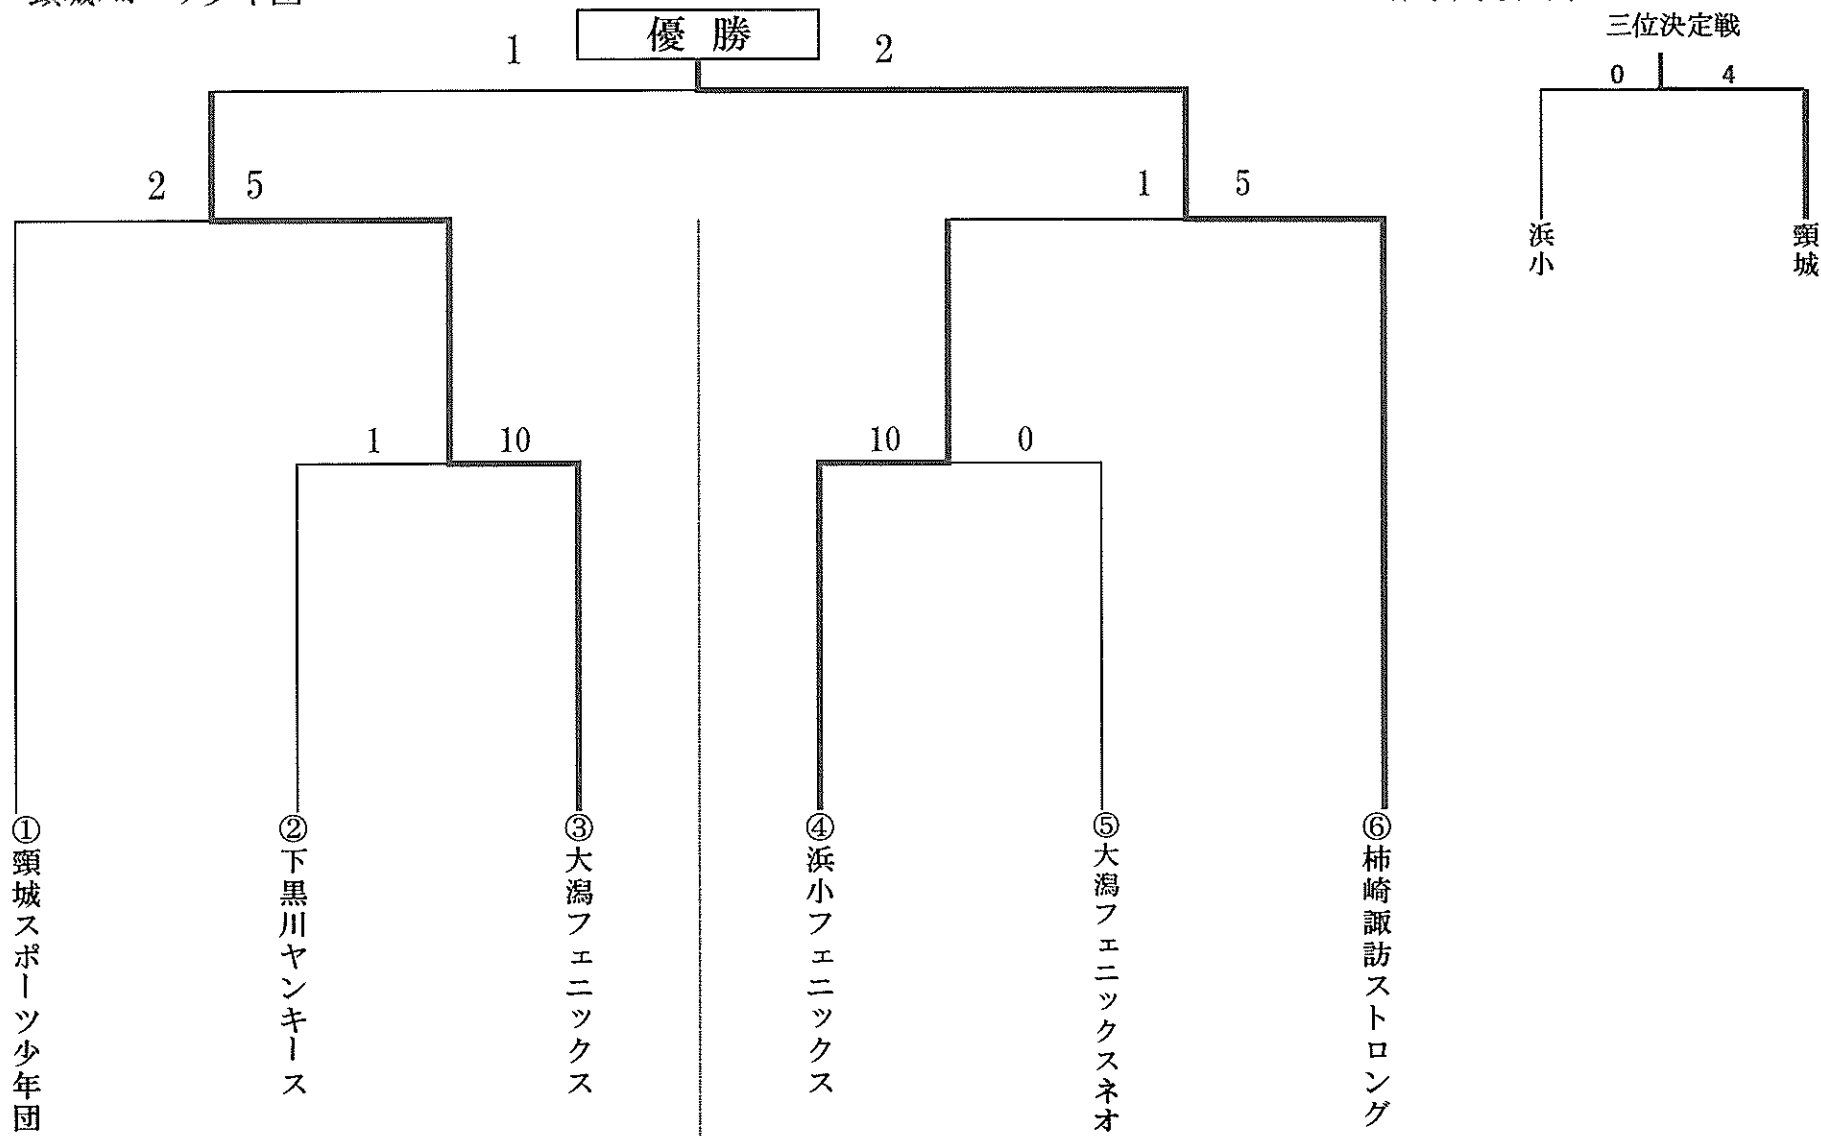 優 勝
1
2
三位決定戦
0
4
2
5
1
5
浜小
頸城
1
10
10
0
①頸城スポーツ少年団
②下黒川ヤンキース
③大潟フェニックス
④浜小フェニックス
⑤大潟フェニックスネオ
⑥柿崎諏訪ストロング